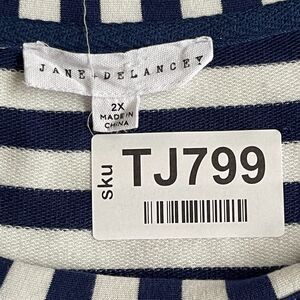 JANE + DELANCEY
2X
MADE IN
CHINA
sku
TJ799